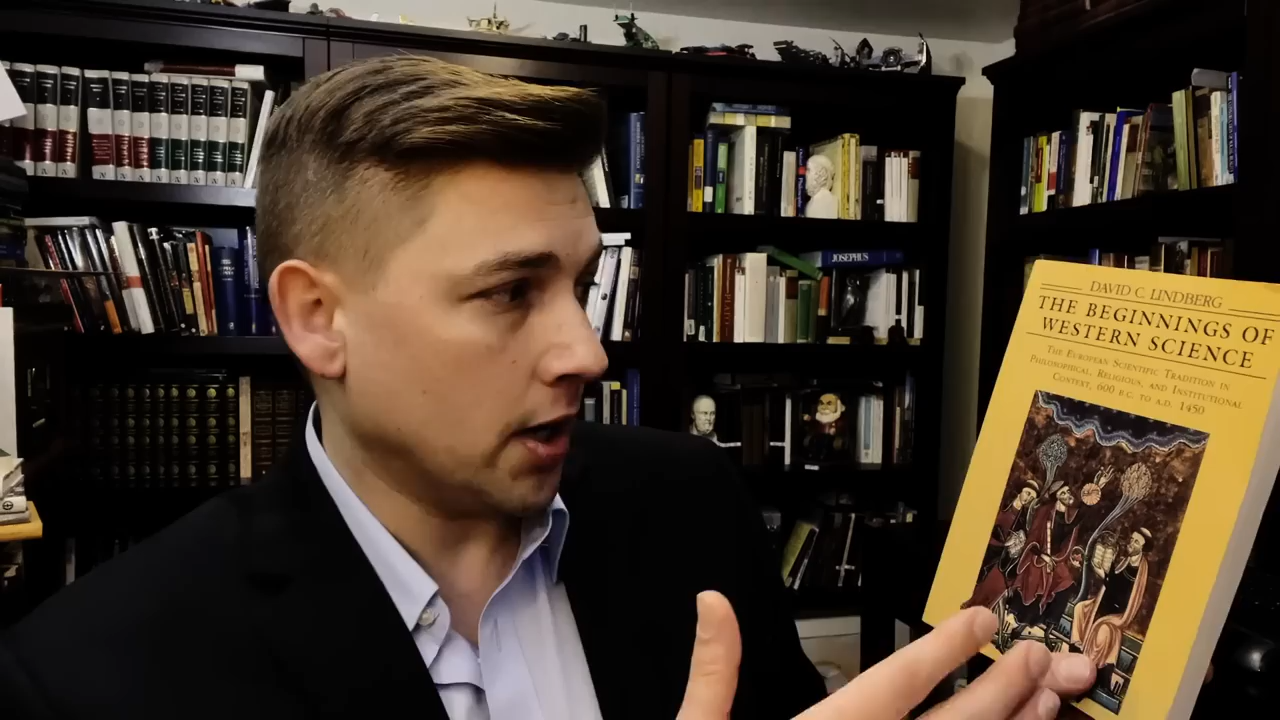 JOSEPHUS
PLATO
DAVID C. LINDBERG
THE BEGINNINGS OF
WESTERN SCIENCE
THE EUROPEAN SCIENTIFIC TRADITION IN
PHILOSOPHICAL, RELIGIOUS, AND INSTITUTIONAL
CONTEXT, 600 B.C. TO A.D. 1450